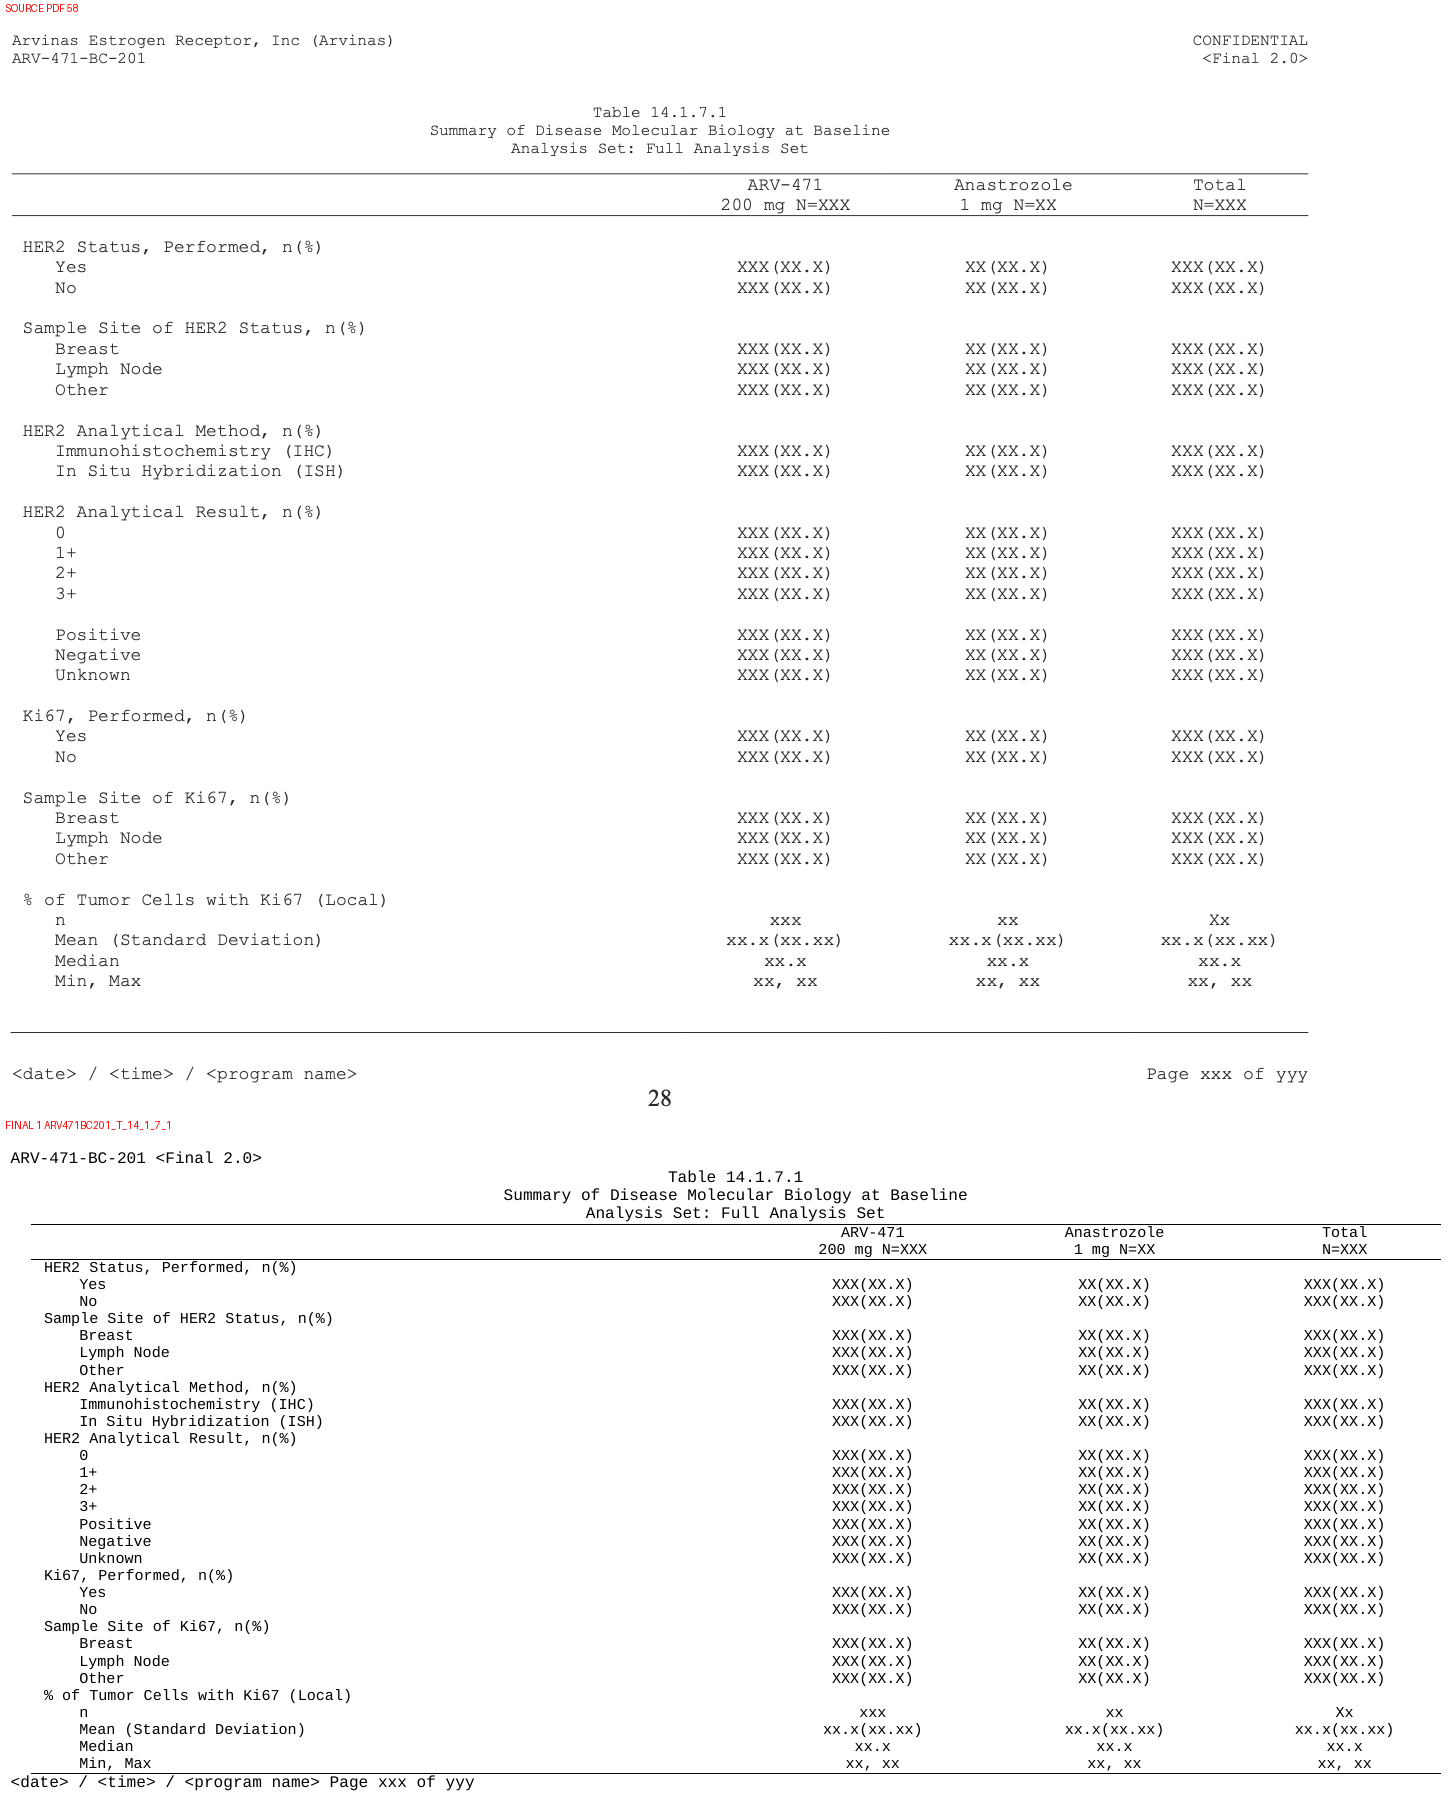 SOURCE PDF 58
Arvinas Estrogen Receptor, Inc (Arvinas) CONFIDENTIAL
ARV-471-BC-201 <Final 2.0>
Table 14.1.7.1
Summary of Disease Molecular Biology at Baseline
Analysis Set: Full Analysis Set
ARV-471 Anastrozole Total
200 mg N=XXX 1 mg N=XX N=XXX
HER2 Status, Performed, n(%)
Yes XXX(XX.X) XX(XX.X) XXX(XX.X)
No XXX(XX.X) XX(XX.X) XXX(XX.X)
Sample Site of HER2 Status, n(%)
Breast XXX(XX.X) XX(XX.X) XXX(XX.X)
Lymph Node XXX(XX.X) XX(XX.X) XXX(XX.X)
Other XXX(XX.X) XX(XX.X) XXX(XX.X)
HER2 Analytical Method, n(%)
Immunohistochemistry (IHC) XXX(XX.X) XX(XX.X) XXX(XX.X)
In Situ Hybridization (ISH) XXX(XX.X) XX(XX.X) XXX(XX.X)
HER2 Analytical Result, n(%)
0 XXX(XX.X) XX(XX.X) XXX(XX.X)
1+ XXX(XX.X) XX(XX.X) XXX(XX.X)
2+ XXX(XX.X) XX(XX.X) XXX(XX.X)
3+ XXX(XX.X) XX(XX.X) XXX(XX.X)
Positive XXX(XX.X) XX(XX.X) XXX(XX.X)
Negative XXX(XX.X) XX(XX.X) XXX(XX.X)
Unknown XXX(XX.X) XX(XX.X) XXX(XX.X)
Ki67, Performed, n(%)
Yes XXX(XX.X) XX(XX.X) XXX(XX.X)
No XXX(XX.X) XX(XX.X) XXX(XX.X)
Sample Site of Ki67, n(%)
Breast XXX(XX.X) XX(XX.X) XXX(XX.X)
Lymph Node XXX(XX.X) XX(XX.X) XXX(XX.X)
Other XXX(XX.X) XX(XX.X) XXX(XX.X)
% of Tumor Cells with Ki67 (Local)
n xxx xx Xx
Mean (Standard Deviation) xx.x(xx.xx) xx.x(xx.xx) xx.x(xx.xx)
Median xx.x xx.x xx.x
Min, Max xx, xx xx, xx xx, xx
<date> / <time> / <program name> Page xxx of yyy
28
FINAL 1 ARV471BC201_T_14_1_7_1
ARV-471-BC-201 <Final 2.0>
Table 14.1.7.1
Summary of Disease Molecular Biology at Baseline
Analysis Set: Full Analysis Set
ARV-471 Anastrozole Total
200 mg N=XXX 1 mg N=XX N=XXX
HER2 Status, Performed, n(%)
Yes XXX(XX.X) XX(XX.X) XXX(XX.X)
No XXX(XX.X) XX(XX.X) XXX(XX.X)
Sample Site of HER2 Status, n(%)
Breast XXX(XX.X) XX(XX.X) XXX(XX.X)
Lymph Node XXX(XX.X) XX(XX.X) XXX(XX.X)
Other XXX(XX.X) XX(XX.X) XXX(XX.X)
HER2 Analytical Method, n(%)
Immunohistochemistry (IHC) XXX(XX.X) XX(XX.X) XXX(XX.X)
In Situ Hybridization (ISH) XXX(XX.X) XX(XX.X) XXX(XX.X)
HER2 Analytical Result, n(%)
0 XXX(XX.X) XX(XX.X) XXX(XX.X)
1+ XXX(XX.X) XX(XX.X) XXX(XX.X)
2+ XXX(XX.X) XX(XX.X) XXX(XX.X)
3+ XXX(XX.X) XX(XX.X) XXX(XX.X)
Positive XXX(XX.X) XX(XX.X) XXX(XX.X)
Negative XXX(XX.X) XX(XX.X) XXX(XX.X)
Unknown XXX(XX.X) XX(XX.X) XXX(XX.X)
Ki67, Performed, n(%)
Yes XXX(XX.X) XX(XX.X) XXX(XX.X)
No XXX(XX.X) XX(XX.X) XXX(XX.X)
Sample Site of Ki67, n(%)
Breast XXX(XX.X) XX(XX.X) XXX(XX.X)
Lymph Node XXX(XX.X) XX(XX.X) XXX(XX.X)
Other XXX(XX.X) XX(XX.X) XXX(XX.X)
% of Tumor Cells with Ki67 (Local)
n xxx xx Xx
Mean (Standard Deviation) xx.x(xx.xx) xx.x(xx.xx) xx.x(xx.xx)
Median xx.x xx.x xx.x
Min, Max xx, xx xx, xx xx, xx
<date> / <time> / <program name> Page xxx of yyy